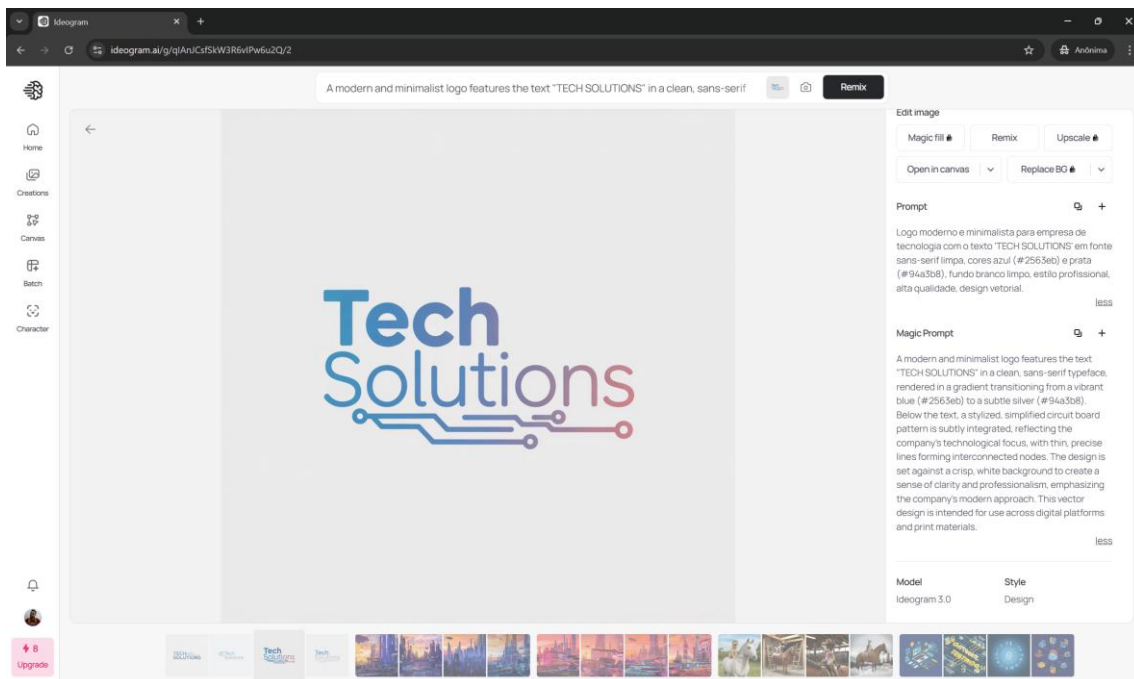 Ideogram
ideogram.ai/g/qIAnJCsfSkW3R6vIPw6u2Q/2
Anônima
A modern and minimalist logo features the text "TECH SOLUTIONS" in a clean, sans-serif
Remix
Home
Creations
Canvas
Batch
Character
8
Upgrade
Tech
Solutions
Edit image
Magic fill
Remix
Upscale
Open in canvas
Replace BG
Prompt
Logo moderno e minimalista para empresa de
tecnologia com o texto 'TECH SOLUTIONS' em fonte
sans-serif limpa, cores azul (#2563eb) e prata
(#94a3b8), fundo branco limpo, estilo profissional,
alta qualidade, design vetorial.
less
Magic Prompt
A modern and minimalist logo features the text
"TECH SOLUTIONS" in a clean, sans-serif typeface,
rendered in a gradient transitioning from a vibrant
blue (#2563eb) to a subtle silver (#94a3b8).
Below the text, a stylized, simplified circuit board
pattern is subtly integrated, reflecting the
company's technological focus, with thin, precise
lines forming interconnected nodes. The design is
set against a crisp, white background to create a
sense of clarity and professionalism, emphasizing
the company's modern approach. This vector
design is intended for use across digital platforms
and print materials.
less
Model
Style
Ideogram 3.0
Design
Tech
Solutions